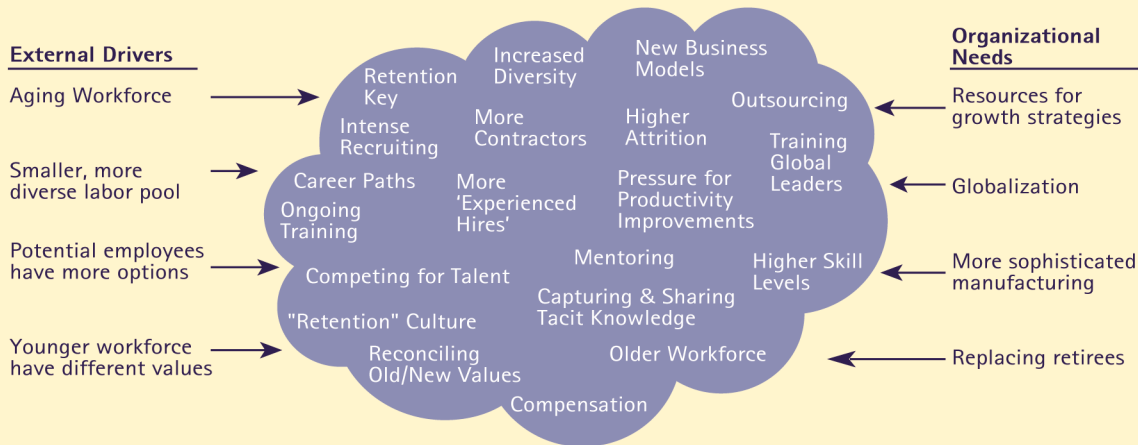 External Drivers
Aging Workforce
Smaller, more
diverse labor pool
Potential employees
have more options
Younger workforce
have different values
Increased
Diversity
New Business
Models
Retention
Key
Outsourcing
More
Contractors
Higher
Attrition
Intense
Recruiting
Training
Global
Leaders
Career Paths
More
‘Experienced
Hires’
Pressure for
Productivity
Improvements
Ongoing
Training
Mentoring
Higher Skill
Levels
Competing for Talent
Capturing & Sharing
Tacit Knowledge
"Retention" Culture
Reconciling
Old/New Values
Older Workforce
Compensation
Organizational
Needs
Resources for
growth strategies
Globalization
More sophisticated
manufacturing
Replacing retirees